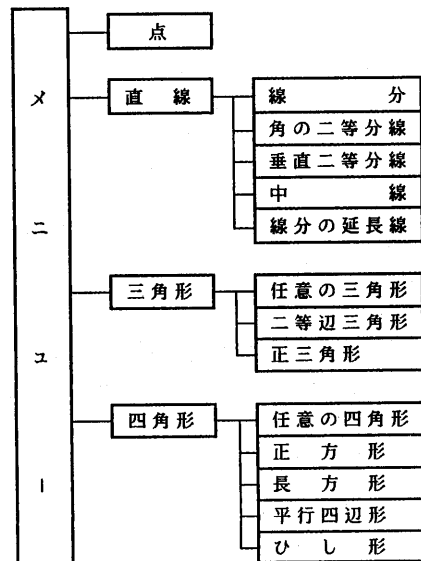 メニュー
点
直線
線分
角の二等分線
垂直二等分線
中線
線分の延長線
三角形
任意の三角形
二等辺三角形
正三角形
四角形
任意の四角形
正方形
長方形
平行四辺形
ひし形